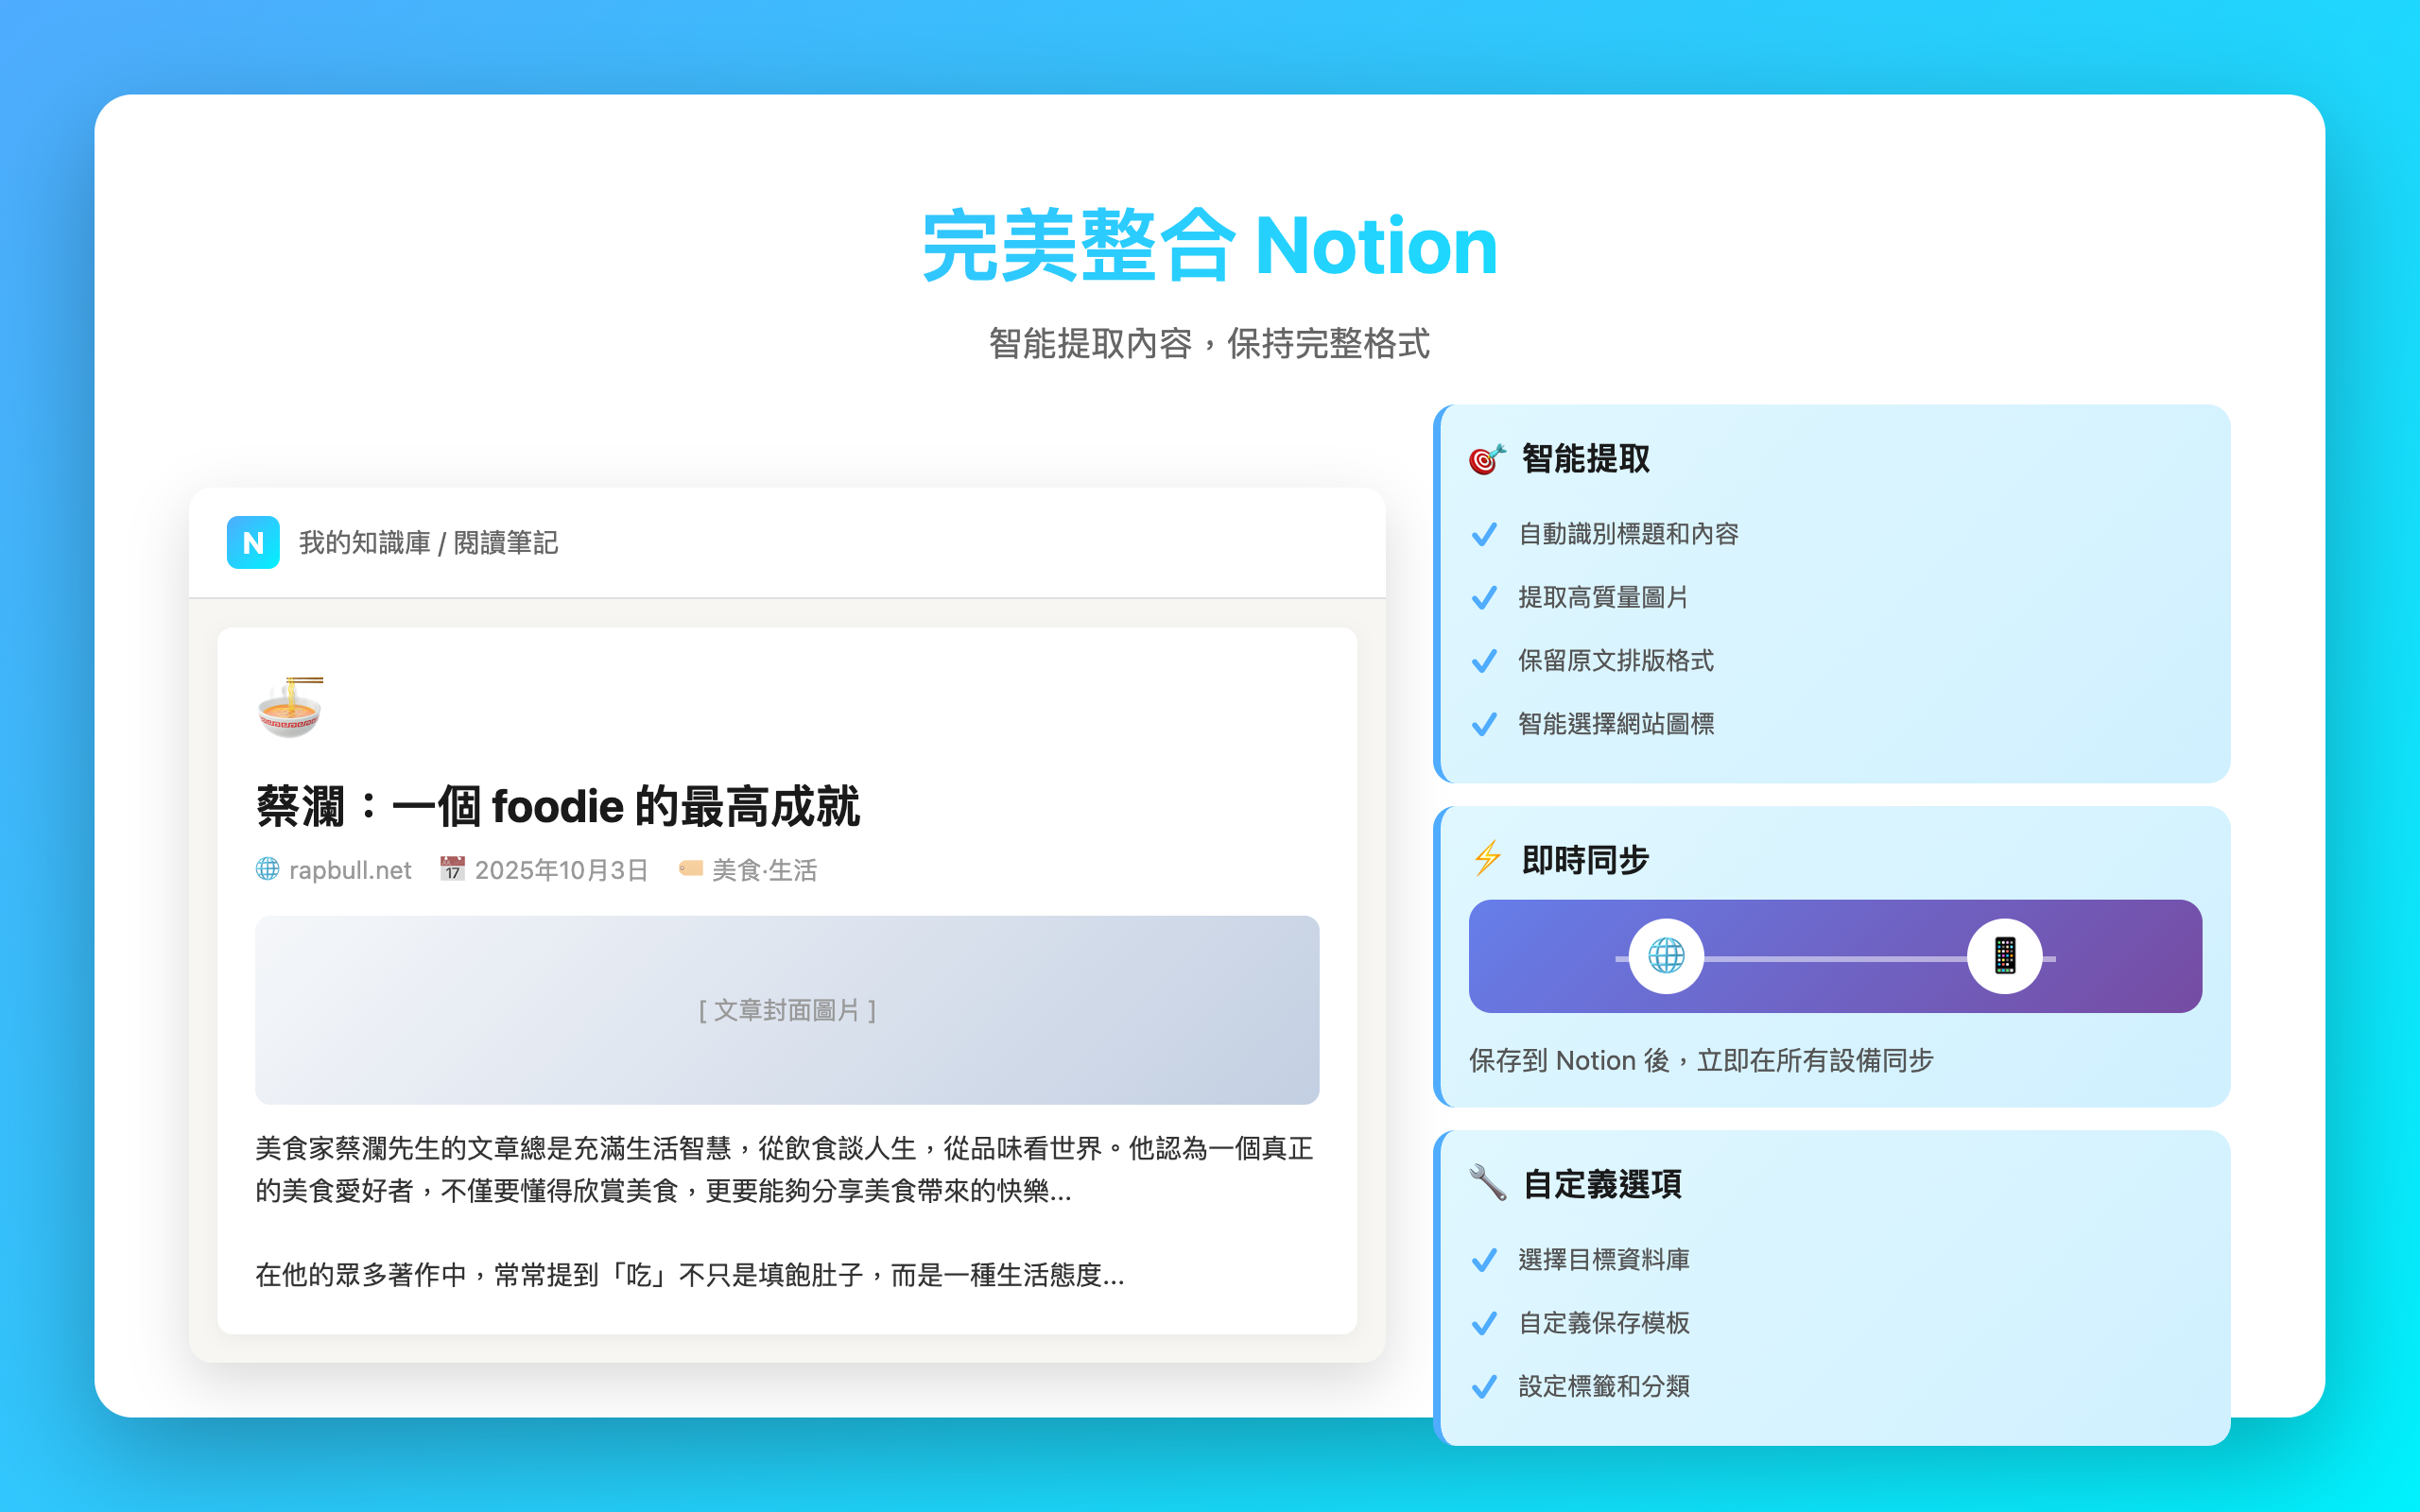 完美整合 Notion
智能提取內容，保持完整格式
N 我的知識庫 / 閱讀筆記
蔡瀾：一個 foodie 的最高成就
rapbull.net 2025年10月3日 美食·生活
[ 文章封面圖片 ]
美食家蔡瀾先生的文章總是充滿生活智慧，從飲食談人生，從品味看世界。他認為一個真正
的美食愛好者，不僅要懂得欣賞美食，更要能夠分享美食帶來的快樂...
在他的眾多著作中，常常提到「吃」不只是填飽肚子，而是一種生活態度...
智能提取
自動識別標題和內容
提取高質量圖片
保留原文排版格式
智能選擇網站圖標
即時同步
保存到 Notion 後，立即在所有設備同步
自定義選項
選擇目標資料庫
自定義保存模板
設定標籤和分類